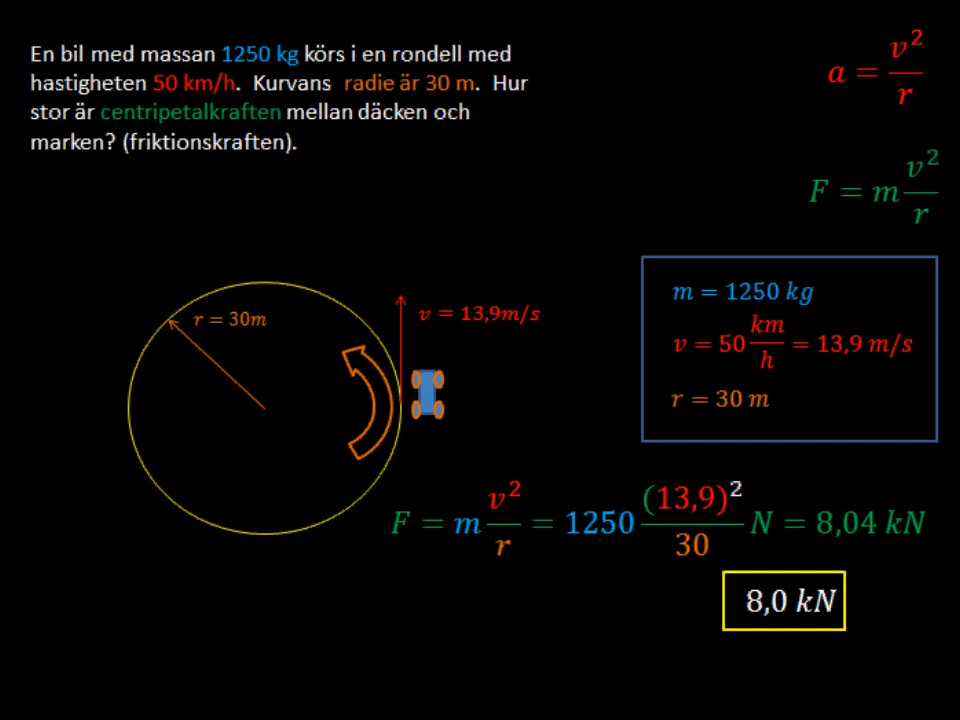 En bil med massan 1250 kg körs i en rondell med
hastigheten 50 km/h. Kurvans radie är 30 m. Hur
stor är centripetalkraften mellan däcken och
marken? (friktionskraften).
a = v²/r
F = m v²/r
r = 30m
v = 13,9m/s
m = 1250 kg
v = 50 km/h = 13,9 m/s
r = 30 m
F = m v²/r = 1250 (13,9)²/30 N = 8,04 kN
8,0 kN